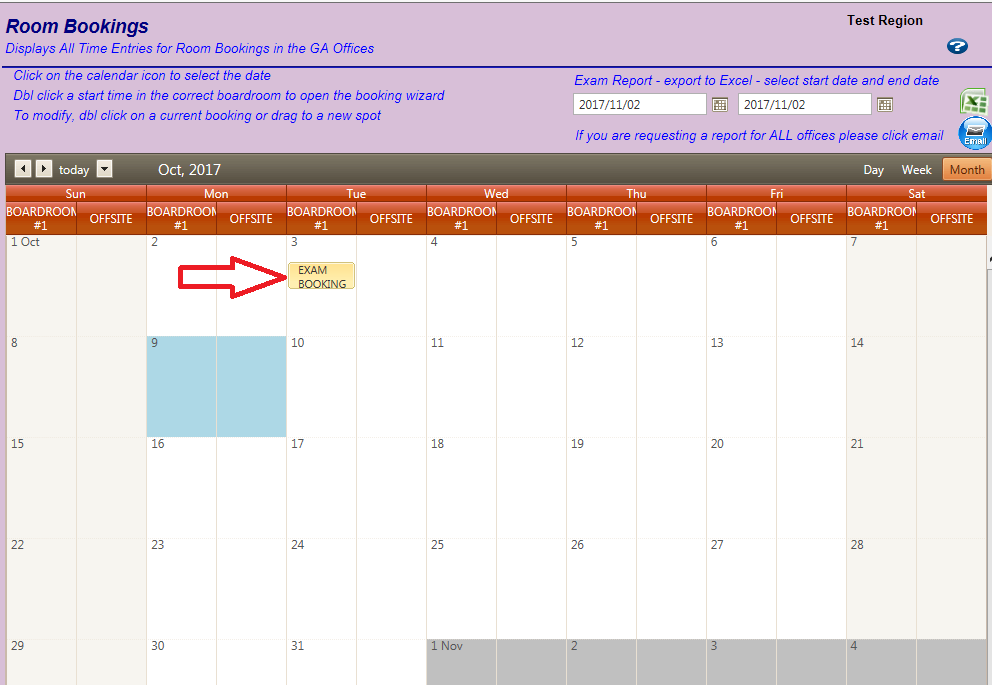 Room Bookings
Test Region
Displays All Time Entries for Room Bookings in the GA Offices
Click on the calendar icon to select the date
Dbl click a start time in the correct boardroom to open the booking wizard
To modify, dbl click on a current booking or drag to a new spot
Exam Report - export to Excel - select start date and end date
2017/11/02 2017/11/02
If you are requesting a report for ALL offices please click email
Email
today Oct, 2017 Day Week Month
Sun Mon Tue Wed Thu Fri Sat
BOARDROOM #1 OFFSITE BOARDROOM #1 OFFSITE BOARDROOM #1 OFFSITE BOARDROOM #1 OFFSITE BOARDROOM #1 OFFSITE BOARDROOM #1 OFFSITE BOARDROOM #1 OFFSITE
1 Oct 2 3 4 5 6 7
EXAM
BOOKING
8 9 10 11 12 13 14
15 16 17 18 19 20 21
22 23 24 25 26 27 28
29 30 31 1 Nov 2 3 4